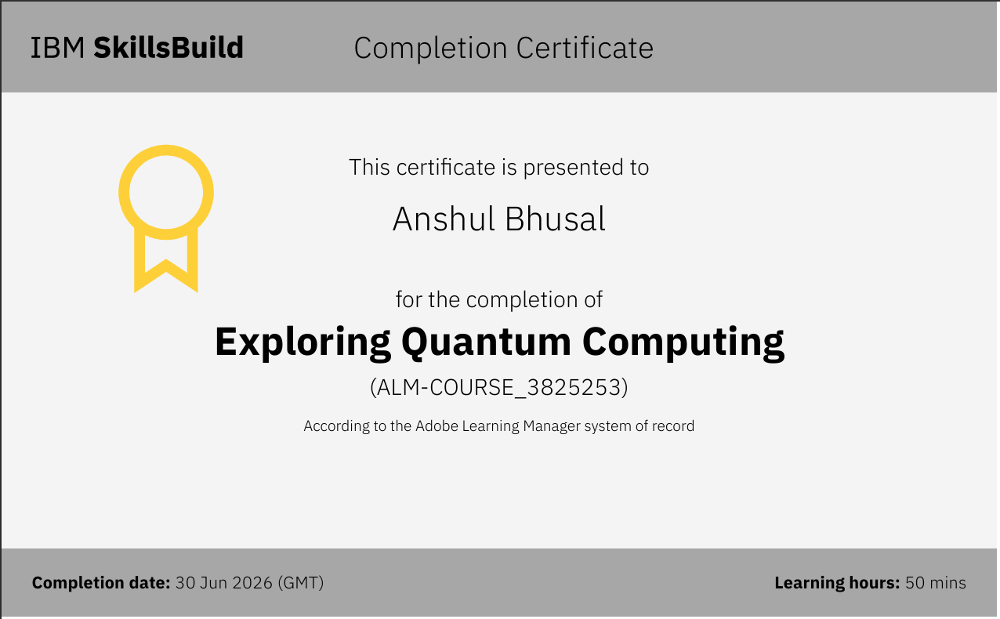 IBM SkillsBuild
Completion Certificate
This certificate is presented to
Anshul Bhusal
for the completion of
Exploring Quantum Computing
(ALM-COURSE_3825253)
According to the Adobe Learning Manager system of record
Completion date: 30 Jun 2026 (GMT)
Learning hours: 50 mins